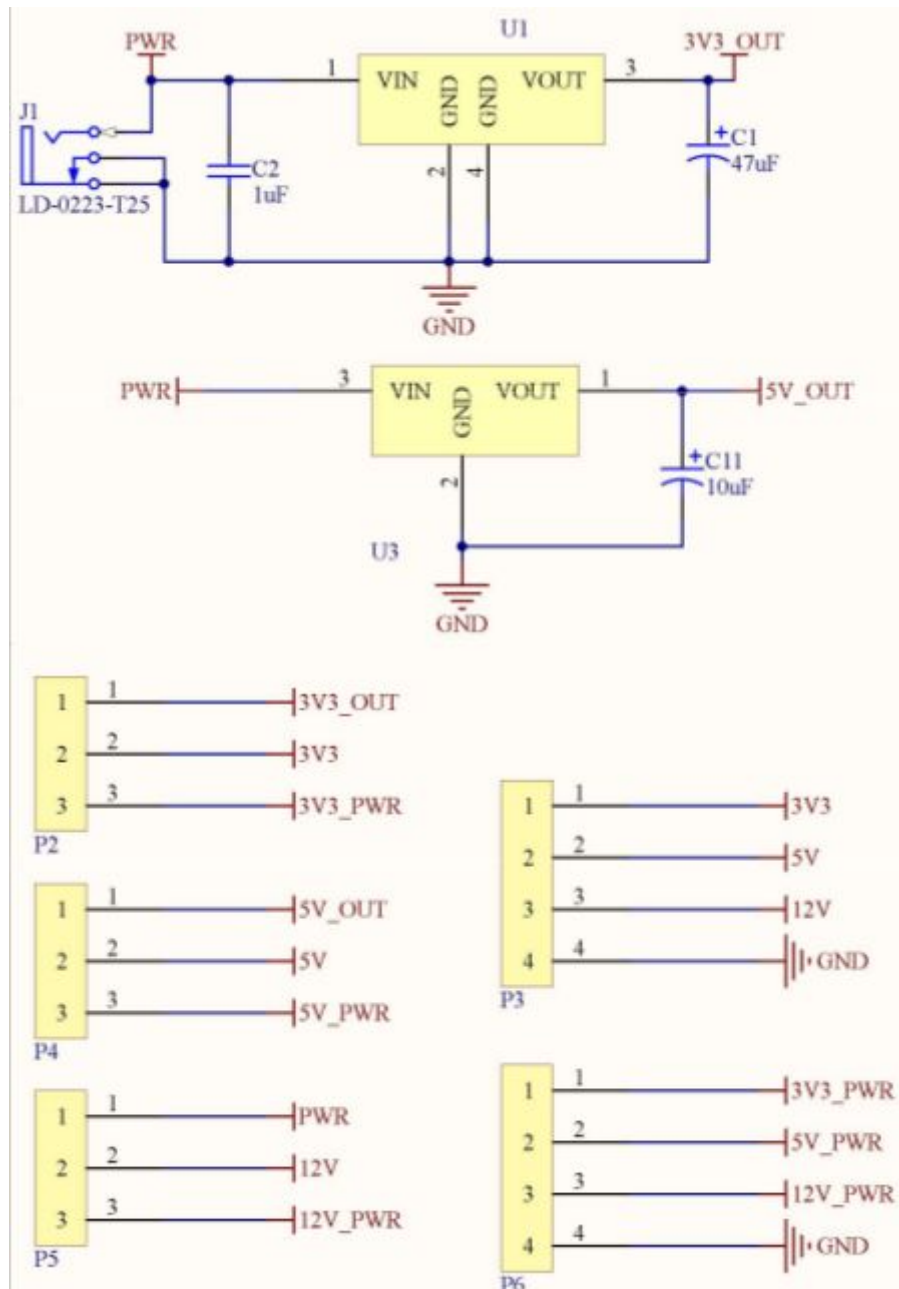 U1
PWR
3V3_OUT
1
VIN
GND
GND
VOUT
3
J1
C2
1uF
2
4
+
C1
47uF
LD-0223-T25
GND
PWR
3
VIN
GND
VOUT
1
5V_OUT
+
C11
10uF
2
U3
GND
1 1 3V3_OUT
2 2 3V3
3 3 3V3_PWR
P2
1 1 5V_OUT
2 2 5V
3 3 5V_PWR
P4
1 1 PWR
2 2 12V
3 3 12V_PWR
P5
1 1 3V3
2 2 5V
3 3 12V
4 4 GND
P3
1 1 3V3_PWR
2 2 5V_PWR
3 3 12V_PWR
4 4 GND
P6